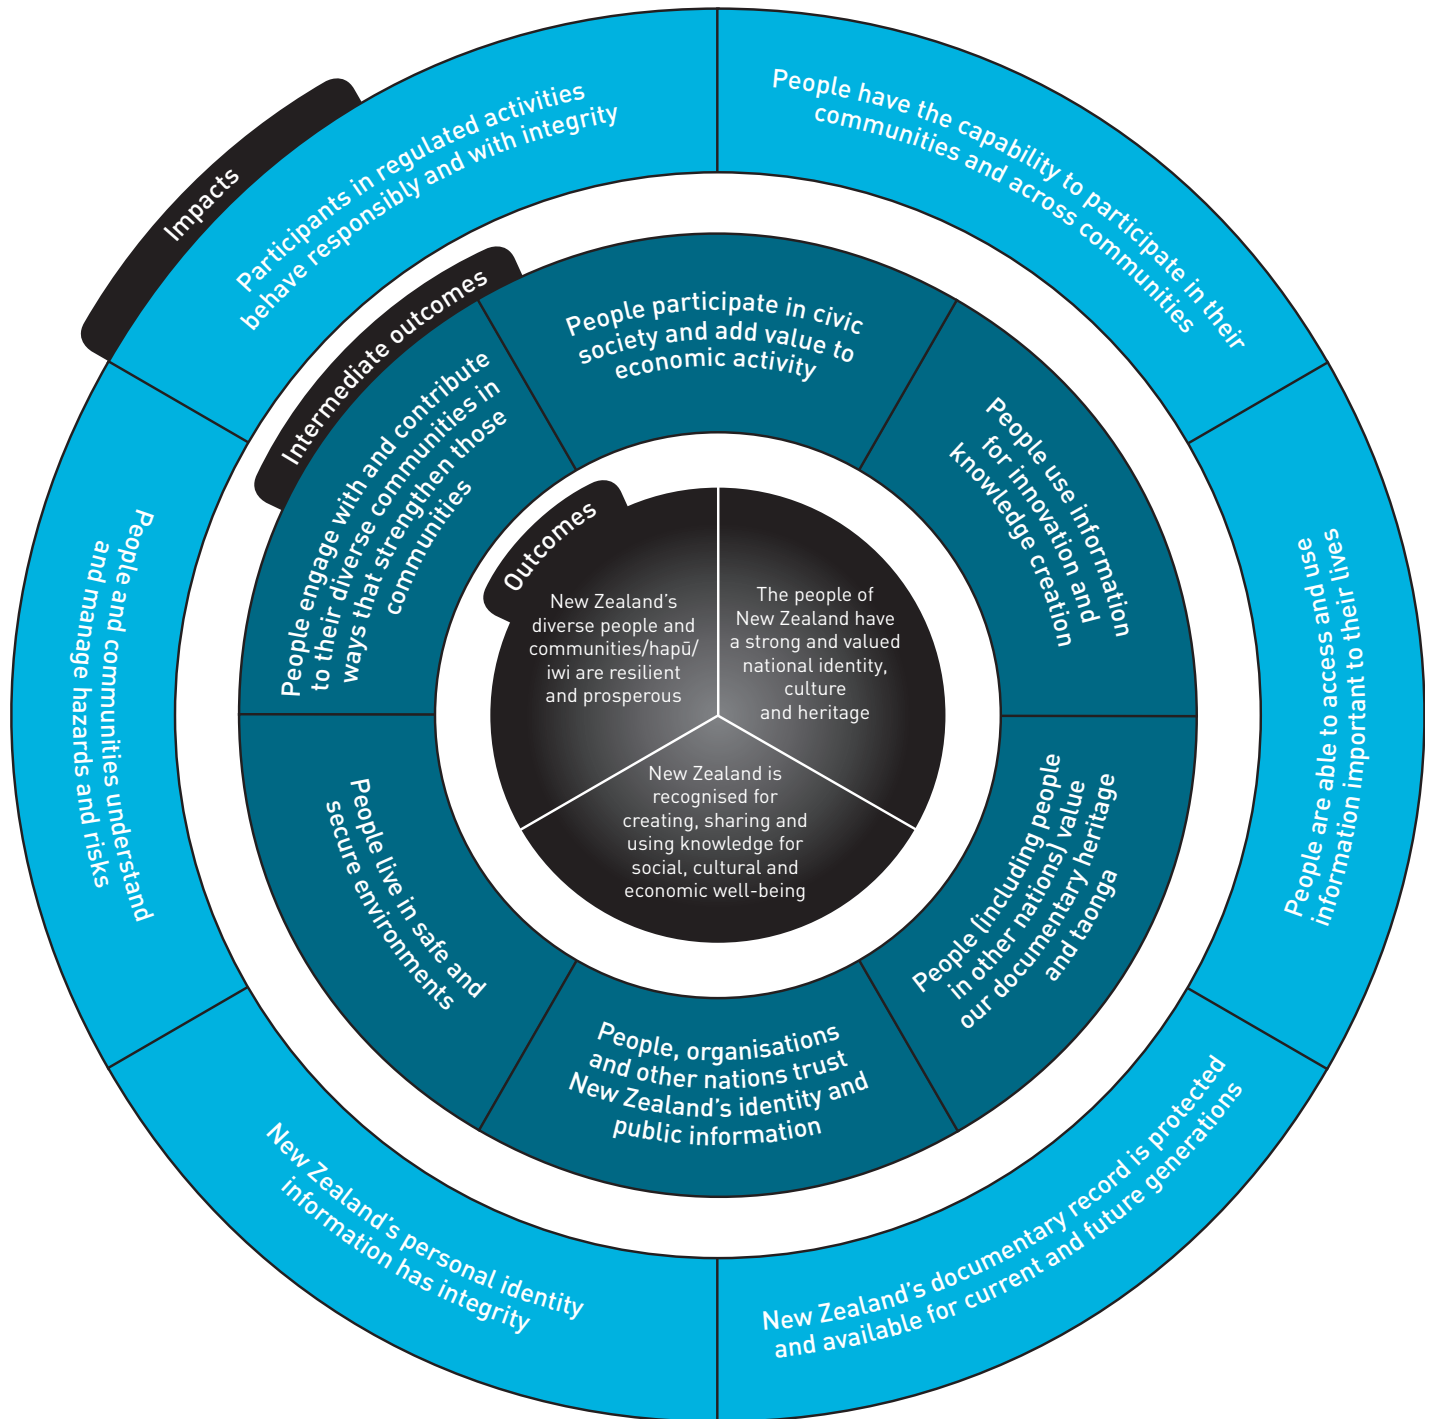 Impacts
Participants in regulated activities
behave responsibly and with integrity
People have the capability to participate in their
communities and across communities
People are able to access and use
information important to their lives
New Zealand's documentary record is protected
and available for current and future generations
New Zealand's personal identity
information has integrity
People and communities understand
and manage hazards and risks
Intermediate outcomes
People engage with and contribute
to their diverse communities in
ways that strengthen those
communities
People participate in civic
society and add value to
economic activity
People use information
for innovation and
knowledge creation
People (including people
in other nations) value
our documentary heritage
and taonga
People, organisations
and other nations trust
New Zealand's identity and
public information
People live in safe and
secure environments
Outcomes
New Zealand's
diverse people and
communities/hapū/
iwi are resilient
and prosperous
The people of
New Zealand have
a strong and valued
national identity,
culture
and heritage
New Zealand is
recognised for
creating, sharing and
using knowledge for
social, cultural and
economic well-being